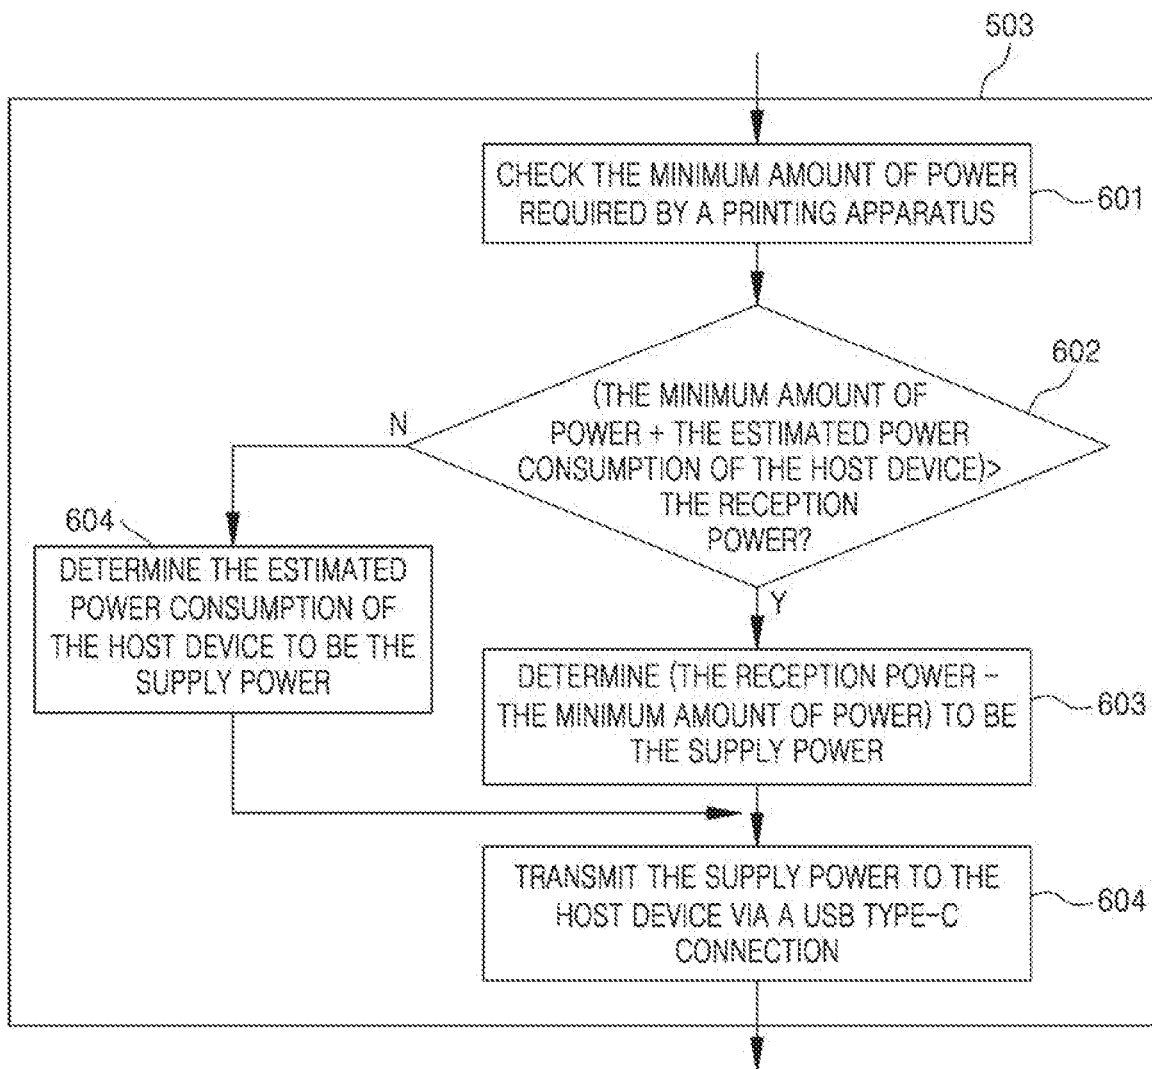 503
CHECK THE MINIMUM AMOUNT OF POWER
REQUIRED BY A PRINTING APPARATUS
601
602
(THE MINIMUM AMOUNT OF
POWER + THE ESTIMATED POWER
CONSUMPTION OF THE HOST DEVICE)>
THE RECEPTION
POWER?
N
Y
604
DETERMINE THE ESTIMATED
POWER CONSUMPTION OF
THE HOST DEVICE TO BE THE
SUPPLY POWER
DETERMINE (THE RECEPTION POWER -
THE MINIMUM AMOUNT OF POWER) TO BE
THE SUPPLY POWER
603
TRANSMIT THE SUPPLY POWER TO THE
HOST DEVICE VIA A USB TYPE-C
CONNECTION
604